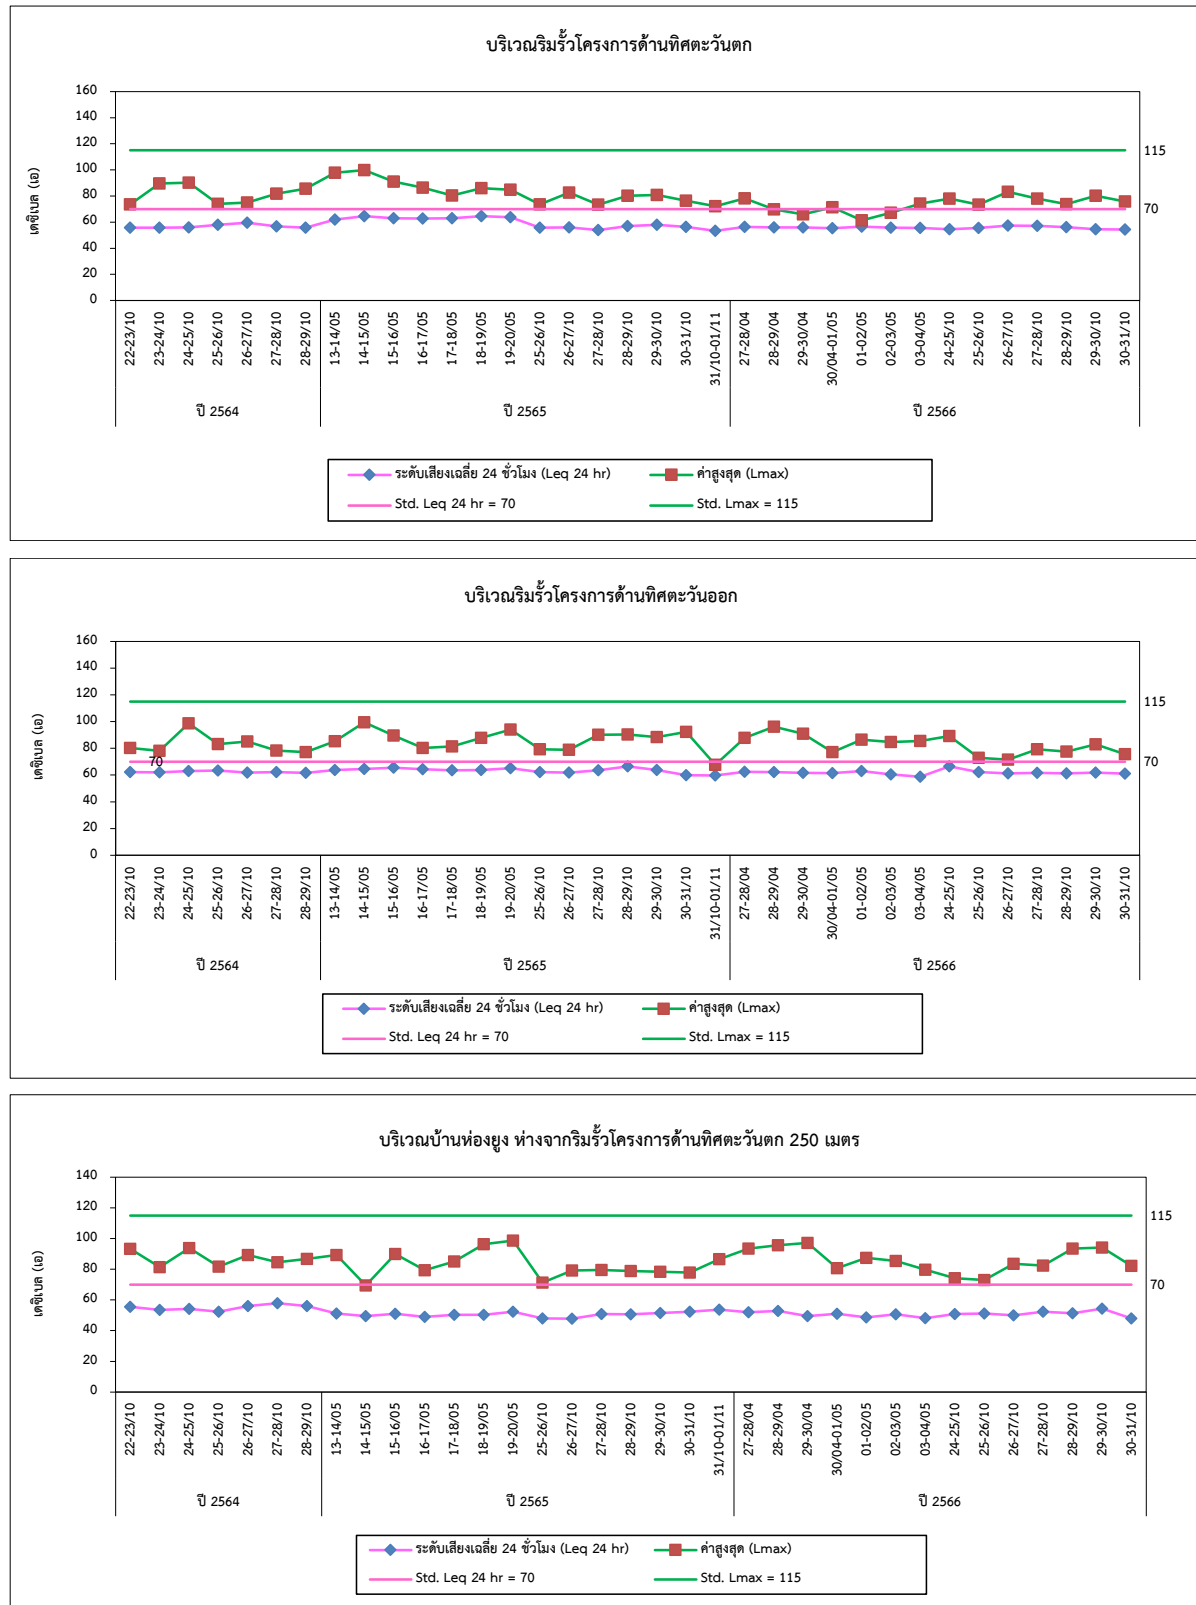 บริเวณริมรั้วโครงการด้านทิศตะวันตก
เดซิเบล (เอ)
160
140
120
100
80
60
40
20
0
115
70
22-23/10 23-24/10 24-25/10 25-26/10 26-27/10 27-28/10 28-29/10 13-14/05 14-15/05 15-16/05 16-17/05 17-18/05 18-19/05 19-20/05 25-26/10 26-27/10 27-28/10 28-29/10 29-30/10 30-31/10 31/10-01/11 27-28/04 28-29/04 29-30/04 30/04-01/05 01-02/05 02-03/05 03-04/05 24-25/10 25-26/10 26-27/10 27-28/10 28-29/10 29-30/10 30-31/10
ปี 2564 ปี 2565 ปี 2566
ระดับเสียงเฉลี่ย 24 ชั่วโมง (Leq 24 hr) ค่าสูงสุด (Lmax)
Std. Leq 24 hr = 70 Std. Lmax = 115
บริเวณริมรั้วโครงการด้านทิศตะวันออก
เดซิเบล (เอ)
160
140
120
100
80
60
40
20
0
70
115
70
22-23/10 23-24/10 24-25/10 25-26/10 26-27/10 27-28/10 28-29/10 13-14/05 14-15/05 15-16/05 16-17/05 17-18/05 18-19/05 19-20/05 25-26/10 26-27/10 27-28/10 28-29/10 29-30/10 30-31/10 31/10-01/11 27-28/04 28-29/04 29-30/04 30/04-01/05 01-02/05 02-03/05 03-04/05 24-25/10 25-26/10 26-27/10 27-28/10 28-29/10 29-30/10 30-31/10
ปี 2564 ปี 2565 ปี 2566
ระดับเสียงเฉลี่ย 24 ชั่วโมง (Leq 24 hr) ค่าสูงสุด (Lmax)
Std. Leq 24 hr = 70 Std. Lmax = 115
บริเวณบ้านห่องยูง ห่างจากริมรั้วโครงการด้านทิศตะวันตก 250 เมตร
เดซิเบล (เอ)
140
120
100
80
60
40
20
0
115
70
22-23/10 23-24/10 24-25/10 25-26/10 26-27/10 27-28/10 28-29/10 13-14/05 14-15/05 15-16/05 16-17/05 17-18/05 18-19/05 19-20/05 25-26/10 26-27/10 27-28/10 28-29/10 29-30/10 30-31/10 31/10-01/11 27-28/04 28-29/04 29-30/04 30/04-01/05 01-02/05 02-03/05 03-04/05 24-25/10 25-26/10 26-27/10 27-28/10 28-29/10 29-30/10 30-31/10
ปี 2564 ปี 2565 ปี 2566
ระดับเสียงเฉลี่ย 24 ชั่วโมง (Leq 24 hr) ค่าสูงสุด (Lmax)
Std. Leq 24 hr = 70 Std. Lmax = 115